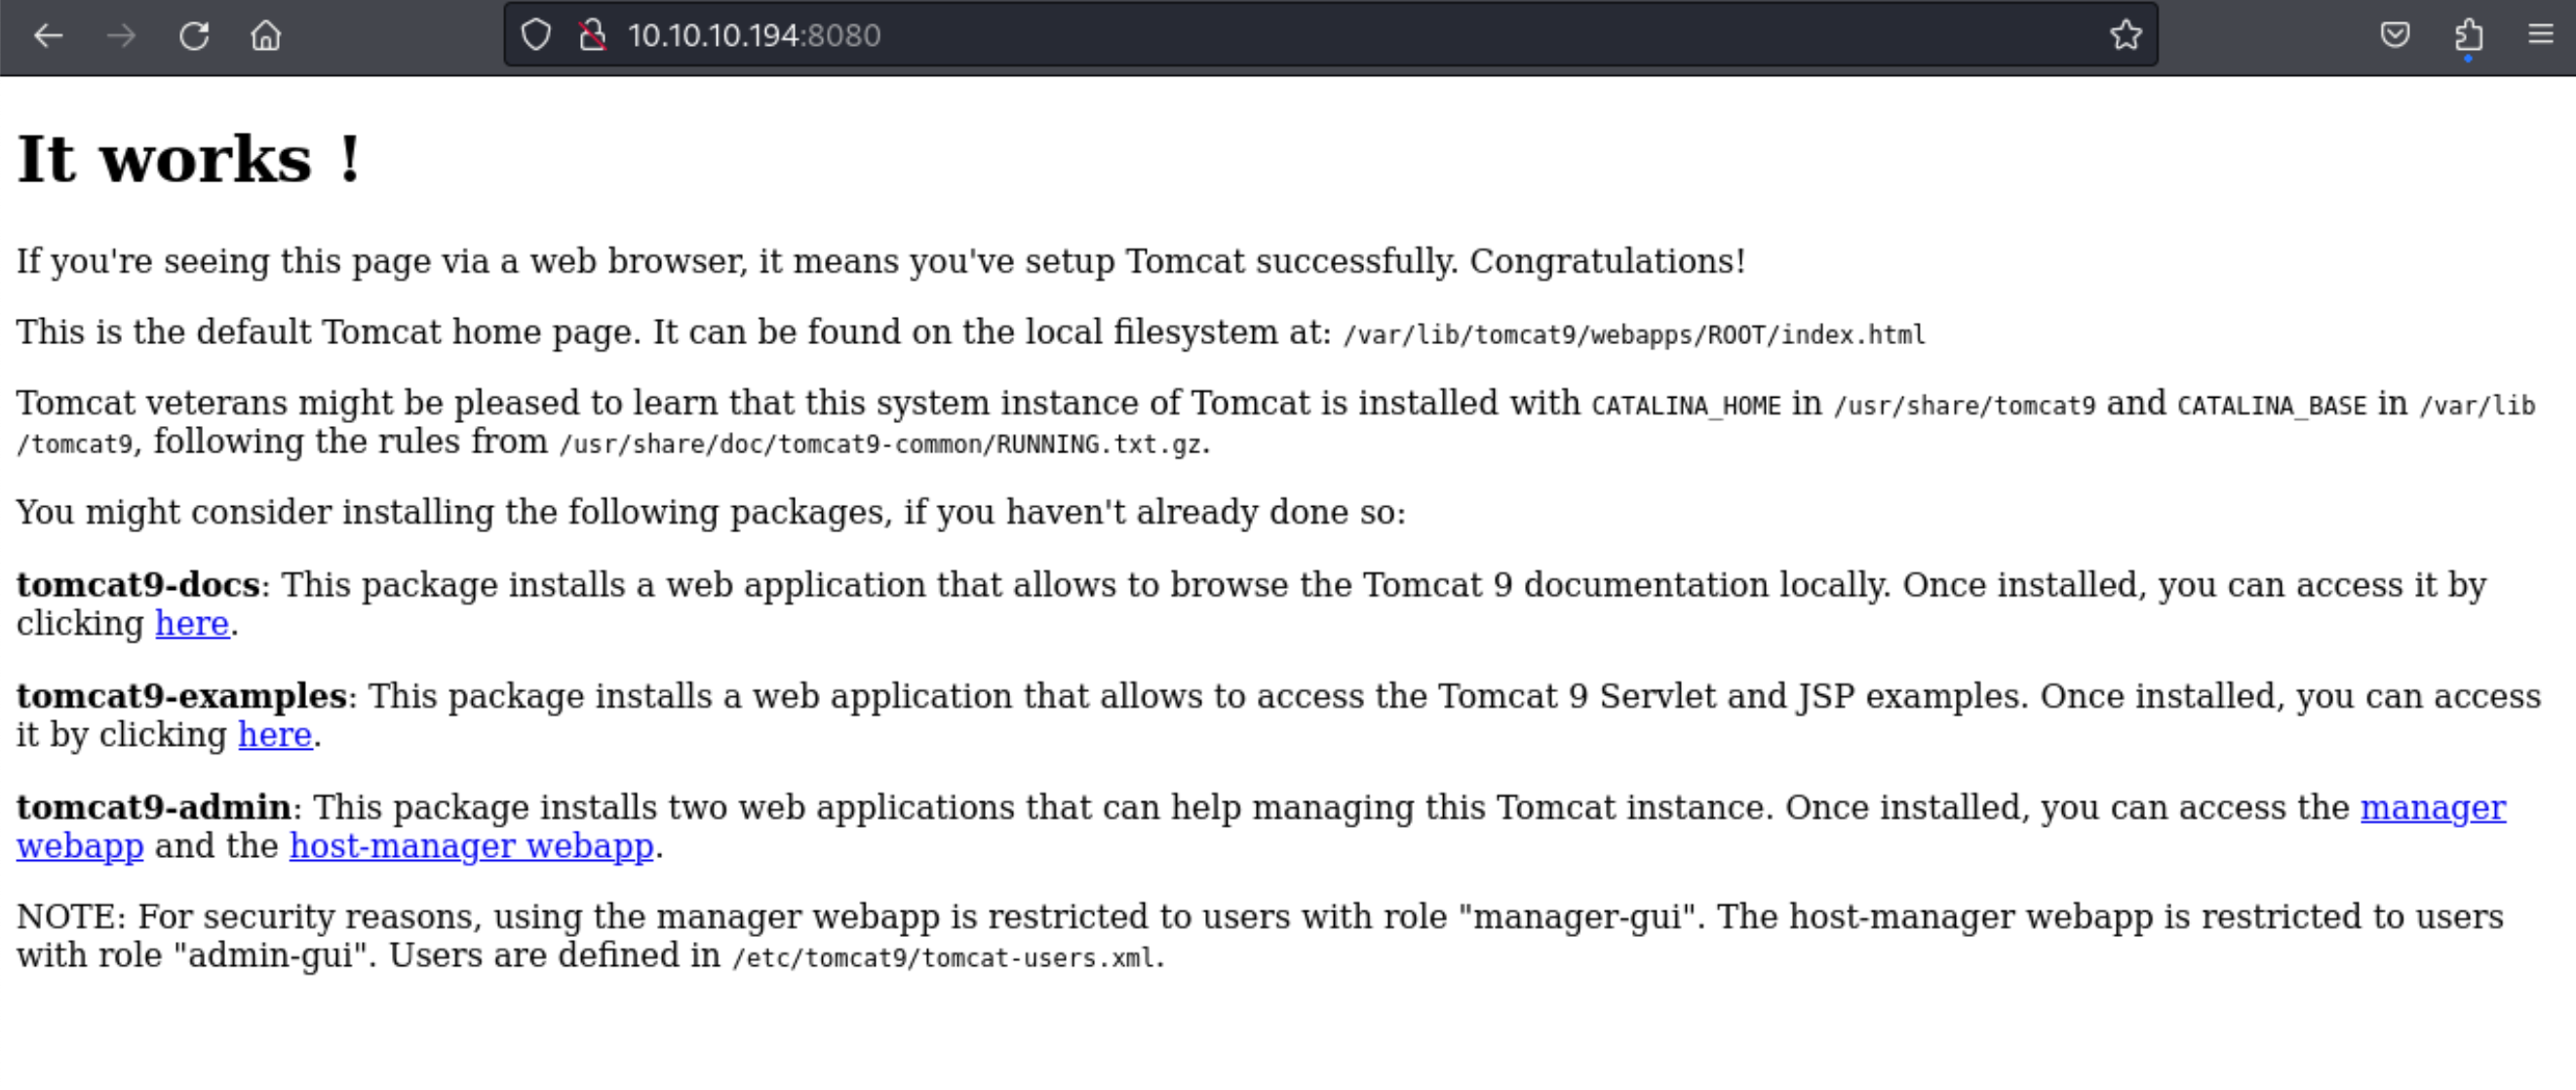 10.10.10.194:8080
It works !
If you're seeing this page via a web browser, it means you've setup Tomcat successfully. Congratulations!
This is the default Tomcat home page. It can be found on the local filesystem at: /var/lib/tomcat9/webapps/ROOT/index.html
Tomcat veterans might be pleased to learn that this system instance of Tomcat is installed with CATALINA_HOME in /usr/share/tomcat9 and CATALINA_BASE in /var/lib
/tomcat9, following the rules from /usr/share/doc/tomcat9-common/RUNNING.txt.gz.
You might consider installing the following packages, if you haven't already done so:
tomcat9-docs: This package installs a web application that allows to browse the Tomcat 9 documentation locally. Once installed, you can access it by
clicking here.
tomcat9-examples: This package installs a web application that allows to access the Tomcat 9 Servlet and JSP examples. Once installed, you can access
it by clicking here.
tomcat9-admin: This package installs two web applications that can help managing this Tomcat instance. Once installed, you can access the manager
webapp and the host-manager webapp.
NOTE: For security reasons, using the manager webapp is restricted to users with role "manager-gui". The host-manager webapp is restricted to users
with role "admin-gui". Users are defined in /etc/tomcat9/tomcat-users.xml.